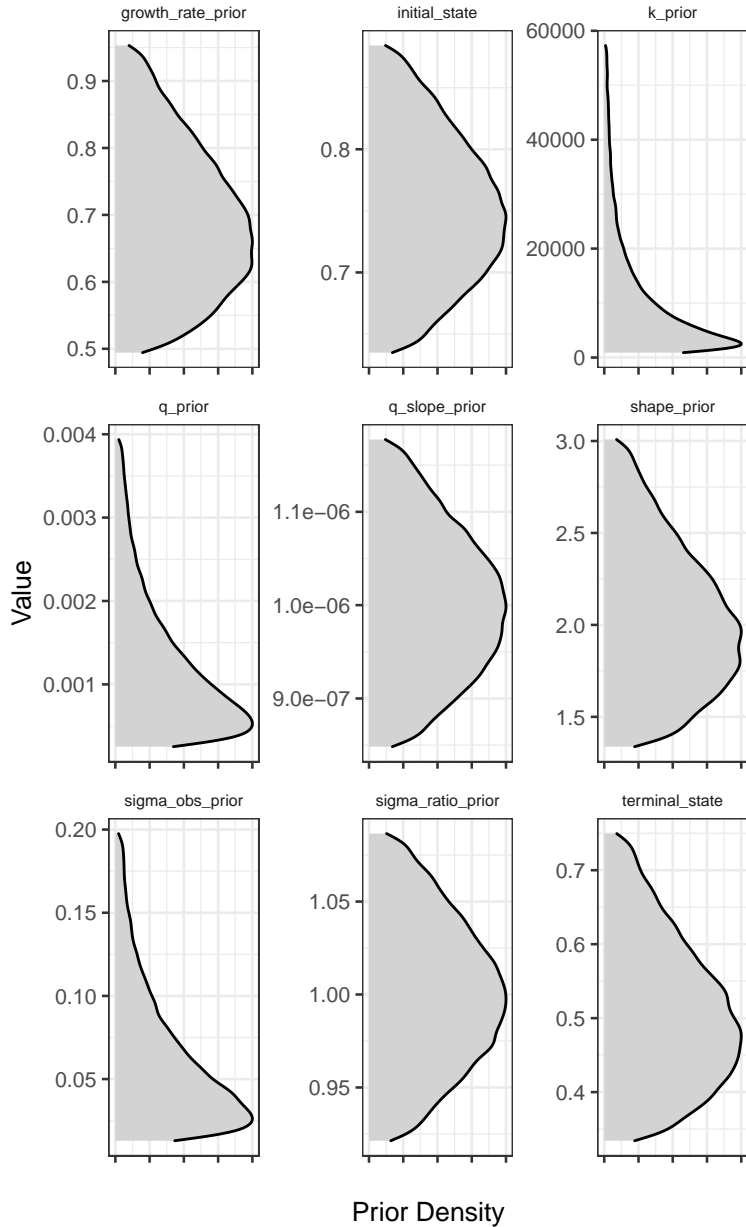 growth_rate_prior
initial_state
k_prior
0.9
0.8
0.7
0.6
0.5
0.8
0.7
60000
40000
20000
0
q_prior
q_slope_prior
shape_prior
0.004
0.003
0.002
0.001
1.1e−06
1.0e−06
9.0e−07
3.0
2.5
2.0
1.5
Value
sigma_obs_prior
sigma_ratio_prior
terminal_state
0.20
0.15
0.10
0.05
1.05
1.00
0.95
0.7
0.6
0.5
0.4
Prior Density